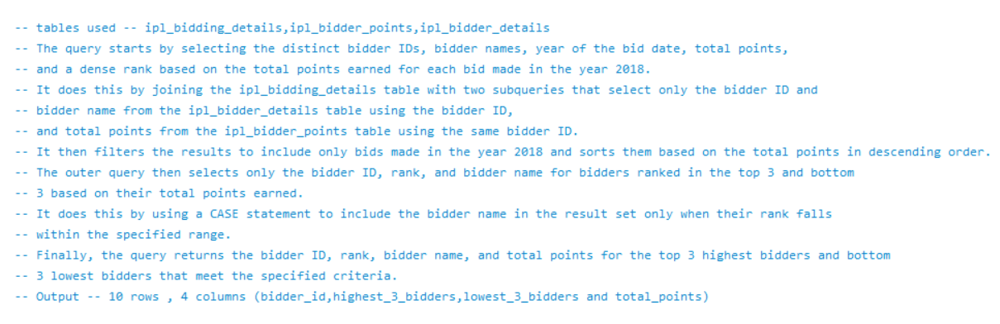 -- tables used -- ipl_bidding_details,ipl_bidder_points,ipl_bidder_details
-- The query starts by selecting the distinct bidder IDs, bidder names, year of the bid date, total points,
-- and a dense rank based on the total points earned for each bid made in the year 2018.
-- It does this by joining the ipl_bidding_details table with two subqueries that select only the bidder ID and
-- bidder name from the ipl_bidder_details table using the bidder ID,
-- and total points from the ipl_bidder_points table using the same bidder ID.
-- It then filters the results to include only bids made in the year 2018 and sorts them based on the total points in descending order.
-- The outer query then selects only the bidder ID, rank, and bidder name for bidders ranked in the top 3 and bottom
-- 3 based on their total points earned.
-- It does this by using a CASE statement to include the bidder name in the result set only when their rank falls
-- within the specified range.
-- Finally, the query returns the bidder ID, rank, bidder name, and total points for the top 3 highest bidders and bottom
-- 3 lowest bidders that meet the specified criteria.
-- Output -- 10 rows , 4 columns (bidder_id,highest_3_bidders,lowest_3_bidders and total_points)